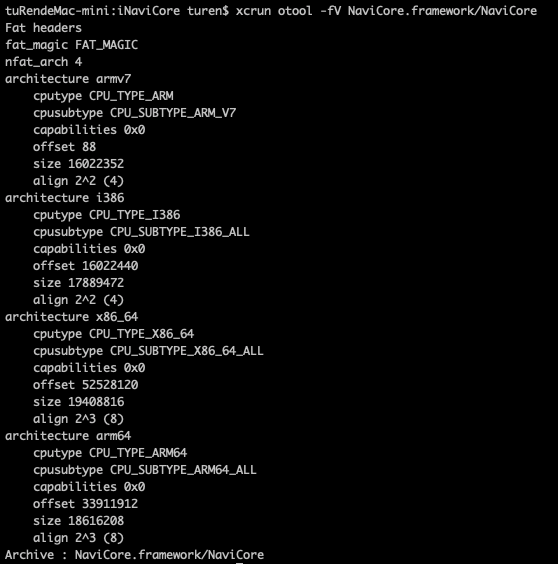 tuRendeMac-mini:iNaviCore turen$ xcrun otool -fV NaviCore.framework/NaviCore
Fat headers
fat_magic FAT_MAGIC
nfat_arch 4
architecture armv7
    cputype CPU_TYPE_ARM
    cpusubtype CPU_SUBTYPE_ARM_V7
    capabilities 0x0
    offset 88
    size 16022352
    align 2^2 (4)
architecture i386
    cputype CPU_TYPE_I386
    cpusubtype CPU_SUBTYPE_I386_ALL
    capabilities 0x0
    offset 16022440
    size 17889472
    align 2^2 (4)
architecture x86_64
    cputype CPU_TYPE_X86_64
    cpusubtype CPU_SUBTYPE_X86_64_ALL
    capabilities 0x0
    offset 52528120
    size 19408816
    align 2^3 (8)
architecture arm64
    cputype CPU_TYPE_ARM64
    cpusubtype CPU_SUBTYPE_ARM64_ALL
    capabilities 0x0
    offset 33911912
    size 18616208
    align 2^3 (8)
Archive : NaviCore.framework/NaviCore